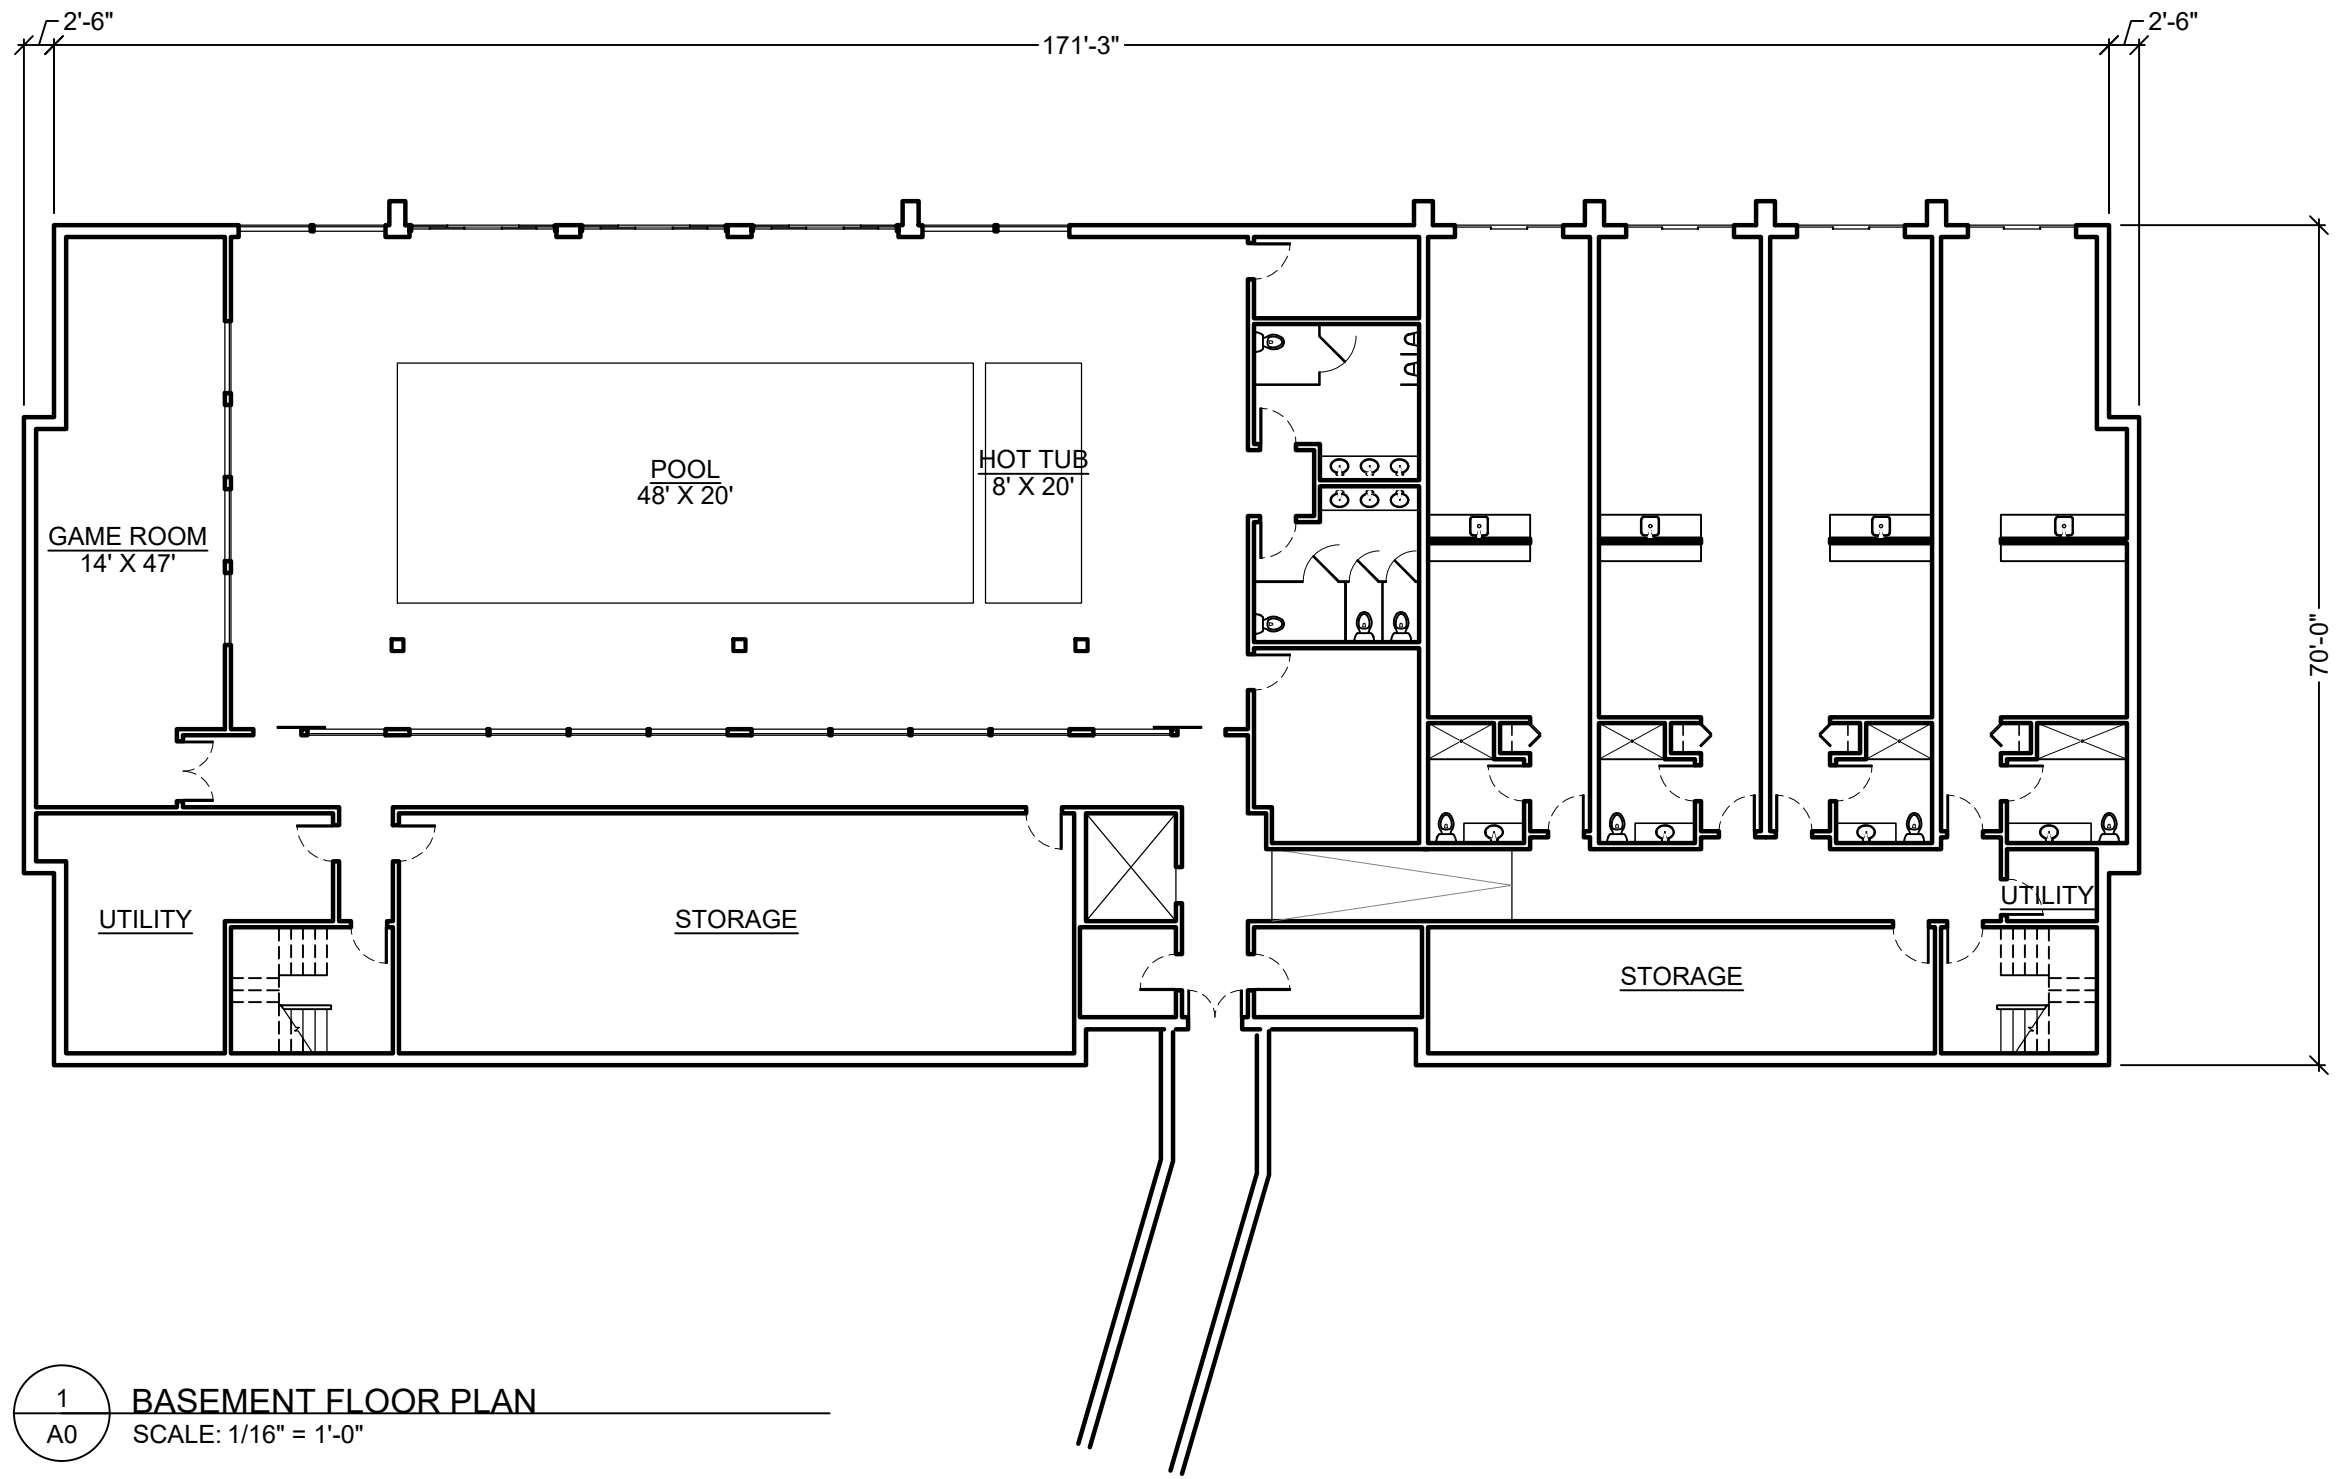 2'-6"
171'-3"
2'-6"
POOL
48' X 20'
HOT TUB
8' X 20'
GAME ROOM
14' X 47'
70'-0"
UTILITY
STORAGE
UTILITY
STORAGE
1
A0
BASEMENT FLOOR PLAN
SCALE: 1/16" = 1'-0"